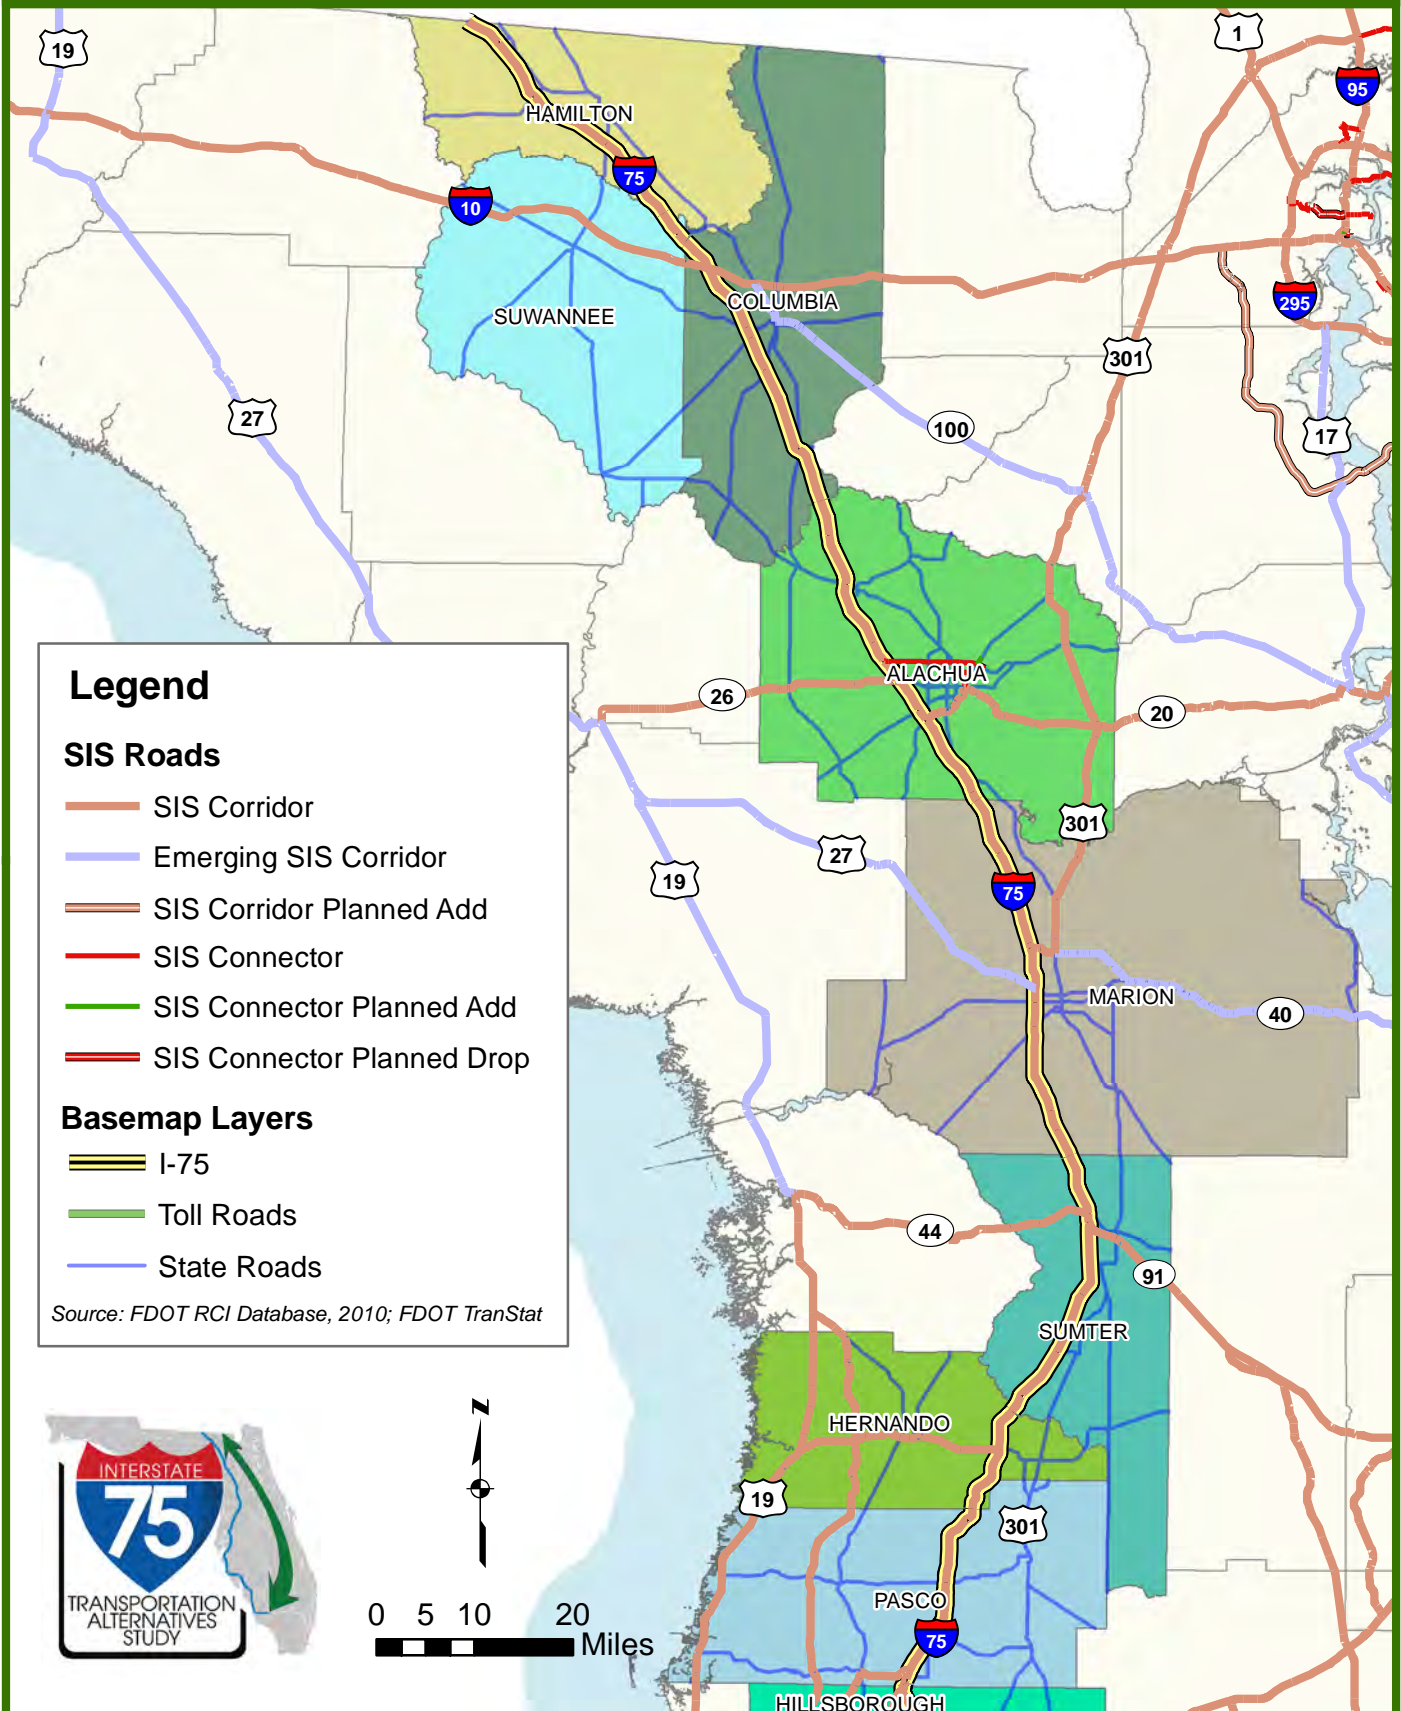 19
1
95
HAMILTON
75
10
295
COLUMBIA
SUWANNEE
301
27
100
17
ALACHUA
26
20
301
27
19
75
MARION
40
44
91
SUMTER
HERNANDO
19
301
PASCO
75
HILLSBOROUGH
Legend
SIS Roads
SIS Corridor
Emerging SIS Corridor
SIS Corridor Planned Add
SIS Connector
SIS Connector Planned Add
SIS Connector Planned Drop
Basemap Layers
I-75
Toll Roads
State Roads
Source: FDOT RCI Database, 2010; FDOT TranStat
INTERSTATE
75
TRANSPORTATION
ALTERNATIVES
STUDY
N
0 5 10 20
Miles